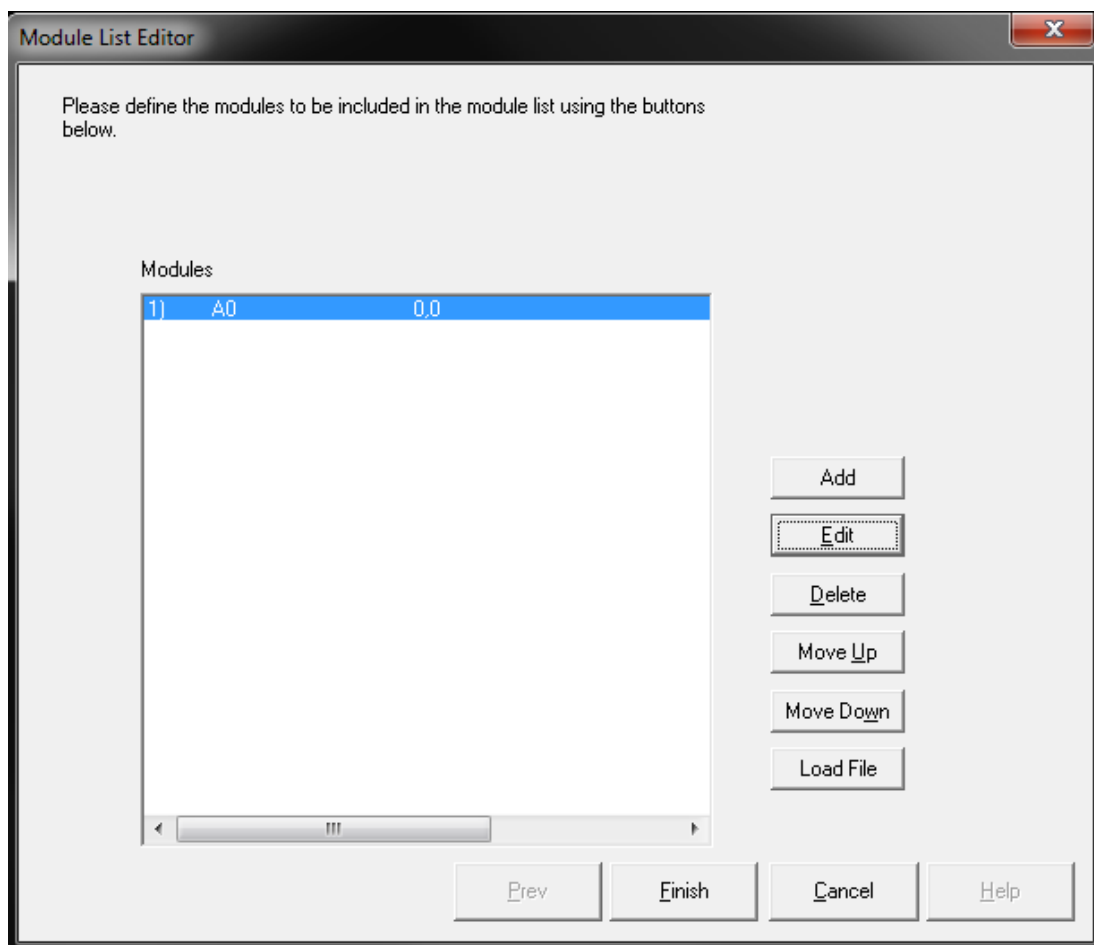 Module List Editor
Please define the modules to be included in the module list using the buttons
below.
Modules
1) A0 0,0
Add
Edit
Delete
Move Up
Move Down
Load File
Prev Finish Cancel Help